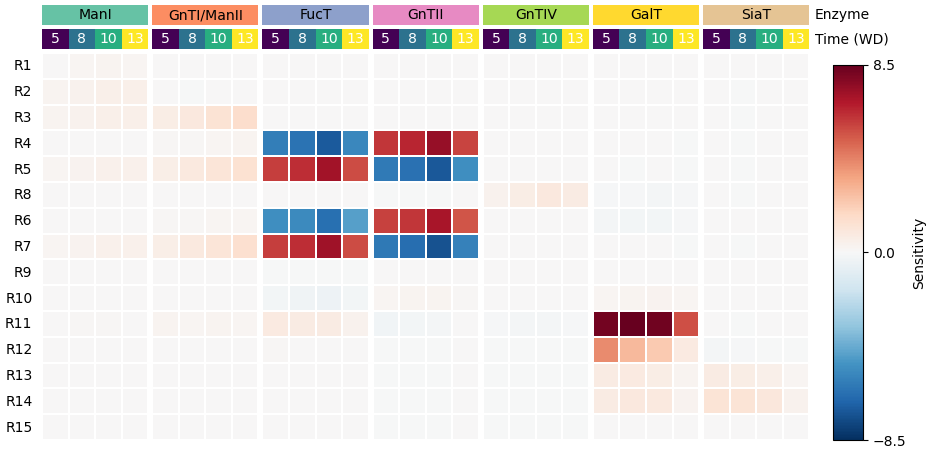 ManI GnTI/ManII FucT GnTII GnTIV GalT SiaT Enzyme
5 8 10 13 5 8 10 13 5 8 10 13 5 8 10 13 5 8 10 13 5 8 10 13 5 8 10 13 Time (WD)
R1
R2
R3
R4
R5
R8
R6
R7
R9
R10
R11
R12
R13
R14
R15
8.5
0.0
−8.5
Sensitivity